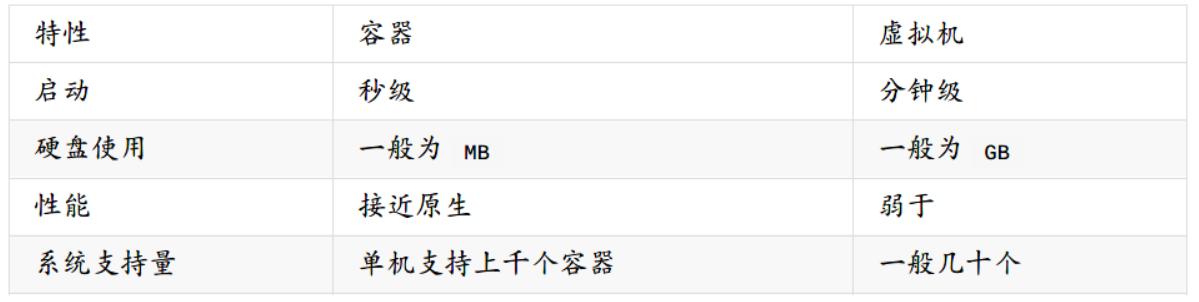 特性 容器 虚拟机
启动 秒级 分钟级
硬盘使用 一般为 MB 一般为 GB
性能 接近原生 弱于
系统支持量 单机支持上千个容器 一般几十个